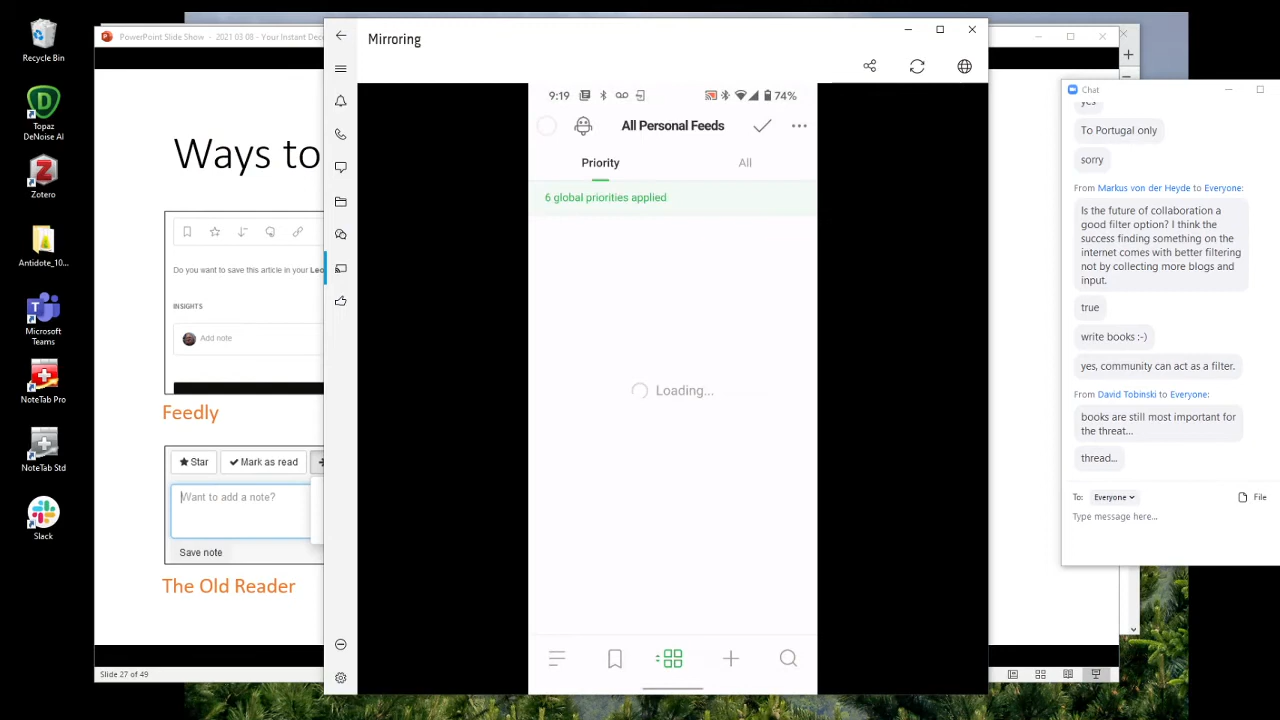 Recycle Bin
Topaz
DeNoise AI
Zotero
Antidote_10...
Microsoft
Teams
NoteTab Pro
NoteTab Std
Slack
PowerPoint Slide Show - 2021 03 08 - Your Instant Dec
Ways to
Do you want to save this article in your Leo
INSIGHTS
Add note
Feedly
Star
Mark as read
Want to add a note?
Save note
The Old Reader
Slide 27 of 49
Mirroring
9:19
74%
All Personal Feeds
Priority
All
6 global priorities applied
Loading...
Chat
yes
To Portugal only
sorry
From Markus von der Heyde to Everyone:
Is the future of collaboration a
good filter option? I think the
success finding something on the
internet comes with better filtering
not by collecting more blogs and
input.
true
write books :-)
yes, community can act as a filter.
From David Tobinski to Everyone:
books are still most important for
the threat...
thread...
To: Everyone
File
Type message here...